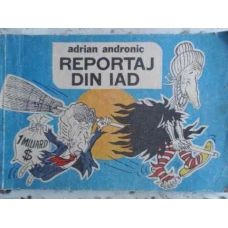 adrian andronic
REPORTAJ
DIN IAD
1 MILIARD
$